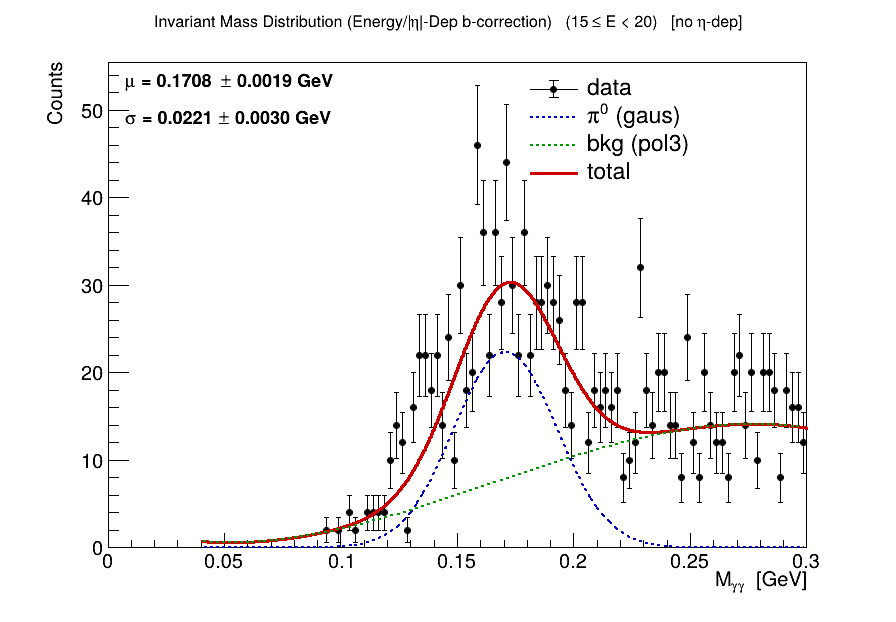 Invariant Mass Distribution (Energy/|η|-Dep b-correction) (15 ≤ E < 20) [no η-dep]
Counts
μ = 0.1708 ± 0.0019 GeV
σ = 0.0221 ± 0.0030 GeV
data
π⁰ (gaus)
bkg (pol3)
total
50
40
30
20
10
0
0 0.05 0.1 0.15 0.2 0.25 0.3
Mγγ [GeV]